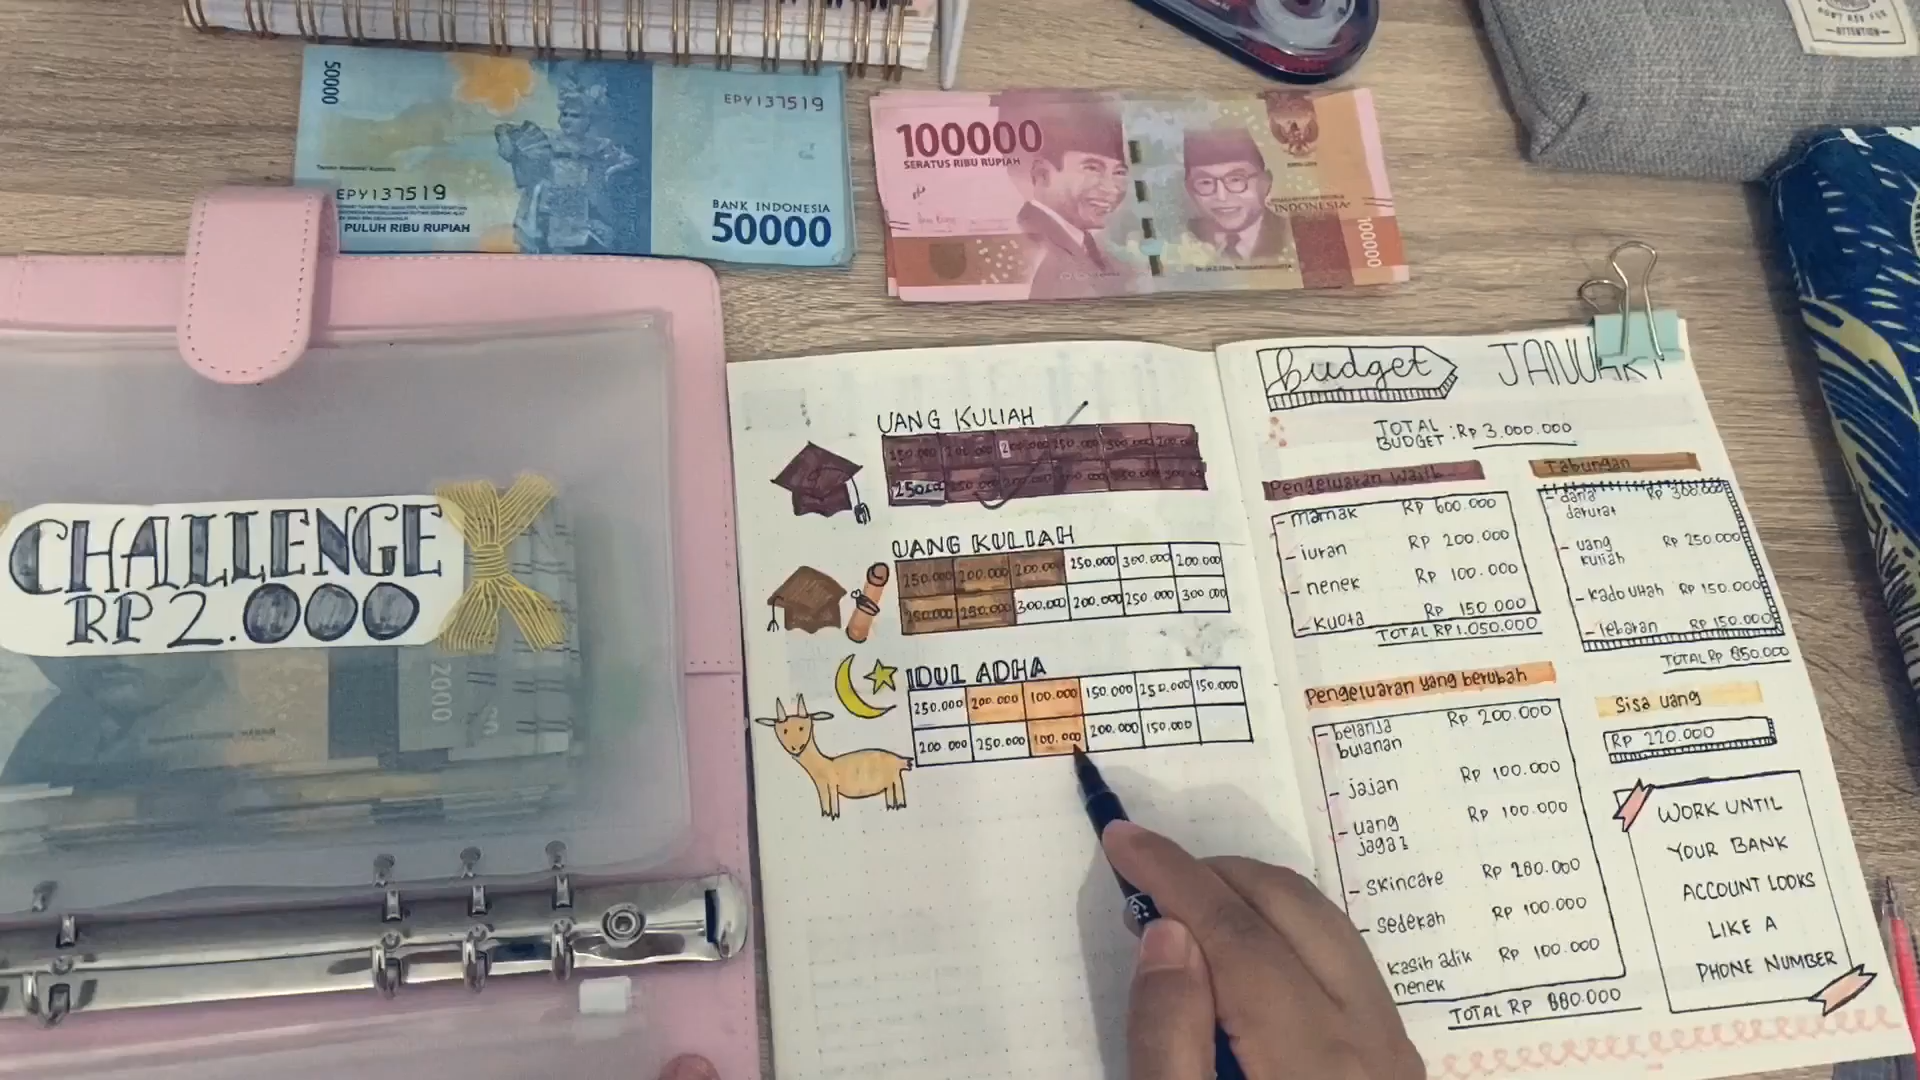 50000
EPY137519
EPY137519
PULUH RIBU RUPIAH
BANK INDONESIA
50000
100000
SERATUS RIBU RUPIAH
INDONESIA
100000
ATTENTION
CHALLENGE
RP 2.000
2000
UANG KULIAH
250.000
UANG KULIAH
250.000 200.000 200.000 250.000 300.000 200.000
250.000 250.000 300.000 200.000 250.000 300.000
IDUL ADHA
250.000 200.000 100.000 150.000 250.000 150.000
200.000 250.000 100.000 200.000 150.000
budget JANUARI
TOTAL
BUDGET : Rp 3.000.000
Pengeluaran Wajib
- mamak Rp 600.000
- iuran Rp 200.000
- nenek Rp 100.000
- kuota Rp 150.000
TOTAL RP 1.050.000
Tabungan
- dana Rp 300.000
darurat
- uang Rp 250.000
kuliah
- kado uwah Rp 150.000
- lebaran Rp 150.000
TOTAL Rp 850.000
Pengeluaran yang berubah
- belanja Rp 200.000
bulanan
- jajan Rp 100.000
- uang Rp 100.000
jaga2
- skincare Rp 280.000
- sedekah Rp 100.000
kasih adik Rp 100.000
nenek
TOTAL RP 880.000
Sisa uang
Rp 220.000
WORK UNTIL
YOUR BANK
ACCOUNT LOOKS
LIKE A
PHONE NUMBER